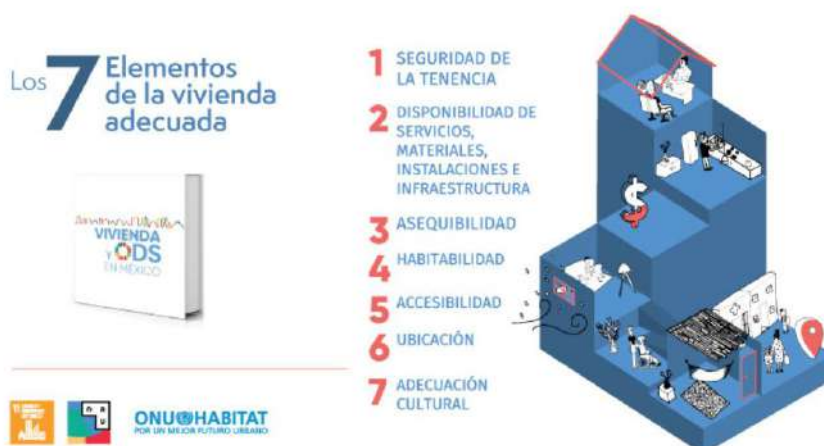 Los 7 Elementos
de la vivienda
adecuada
VIVIENDA
Y ODS
EN MÉXICO
1 SEGURIDAD DE
LA TENENCIA
2 DISPONIBILIDAD DE
SERVICIOS,
MATERIALES,
INSTALACIONES E
INFRAESTRUCTURA
3 ASEQUIBILIDAD
4 HABITABILIDAD
5 ACCESIBILIDAD
6 UBICACIÓN
7 ADECUACIÓN
CULTURAL
$
ONU HABITAT
POR UN MEJOR FUTURO URBANO